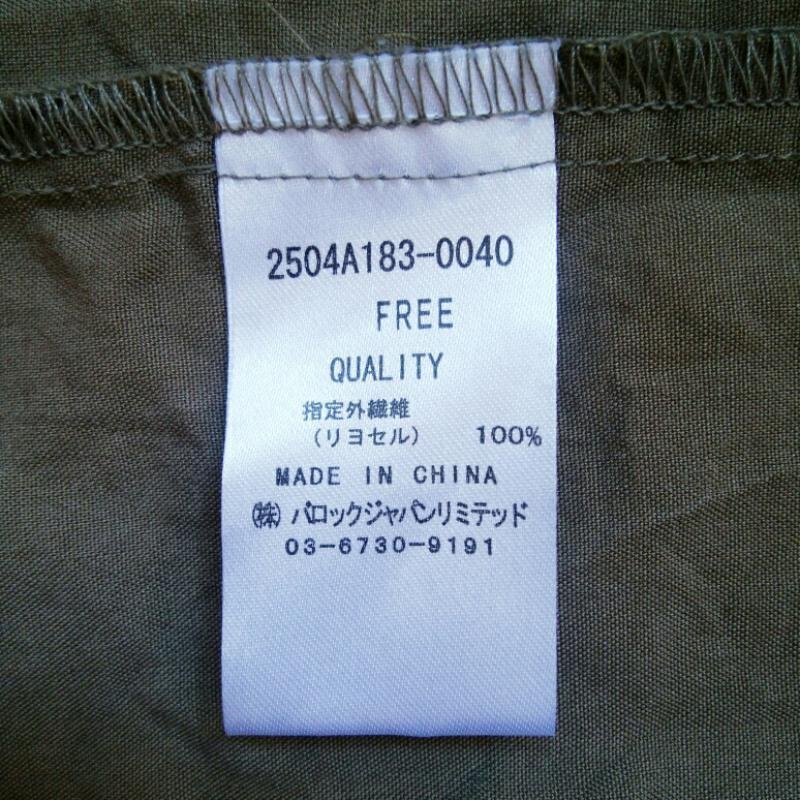 2504A183-0040
FREE
QUALITY
指定外繊維
(リヨセル) 100%
MADE IN CHINA
㈱ バロックジャパンリミテッド
03-6730-9191